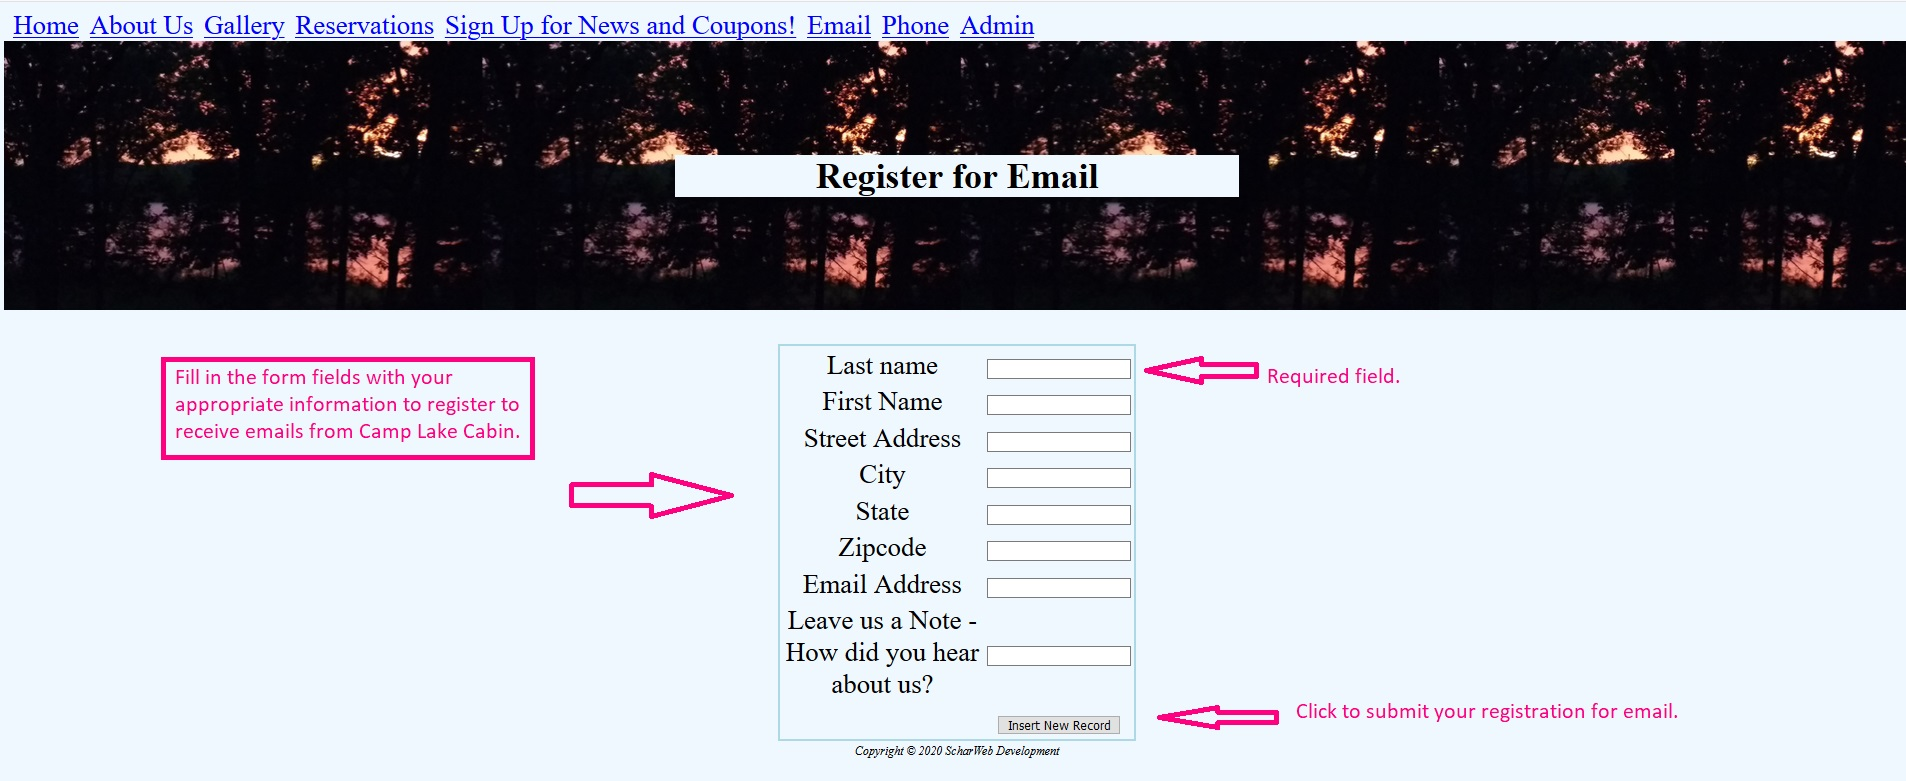 Home About Us Gallery Reservations Sign Up for News and Coupons! Email Phone Admin
Register for Email
Fill in the form fields with your
appropriate information to register to
receive emails from Camp Lake Cabin.
Last name
Required field.
First Name
Street Address
City
State
Zipcode
Email Address
Leave us a Note -
How did you hear
about us?
Insert New Record
Click to submit your registration for email.
Copyright © 2020 ScharWeb Development